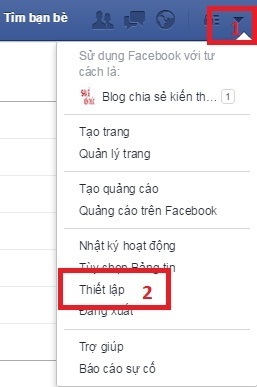 Tìm bạn bè
1
Sử dụng Facebook với tư
cách là:
Blog chia sẻ kiến th... 1
Tạo trang
Quản lý trang
Tạo quảng cáo
Quảng cáo trên Facebook
Nhật ký hoạt động
Tùy chọn Bảng tin
Thiết lập 2
Đăng xuất
Trợ giúp
Báo cáo sự cố